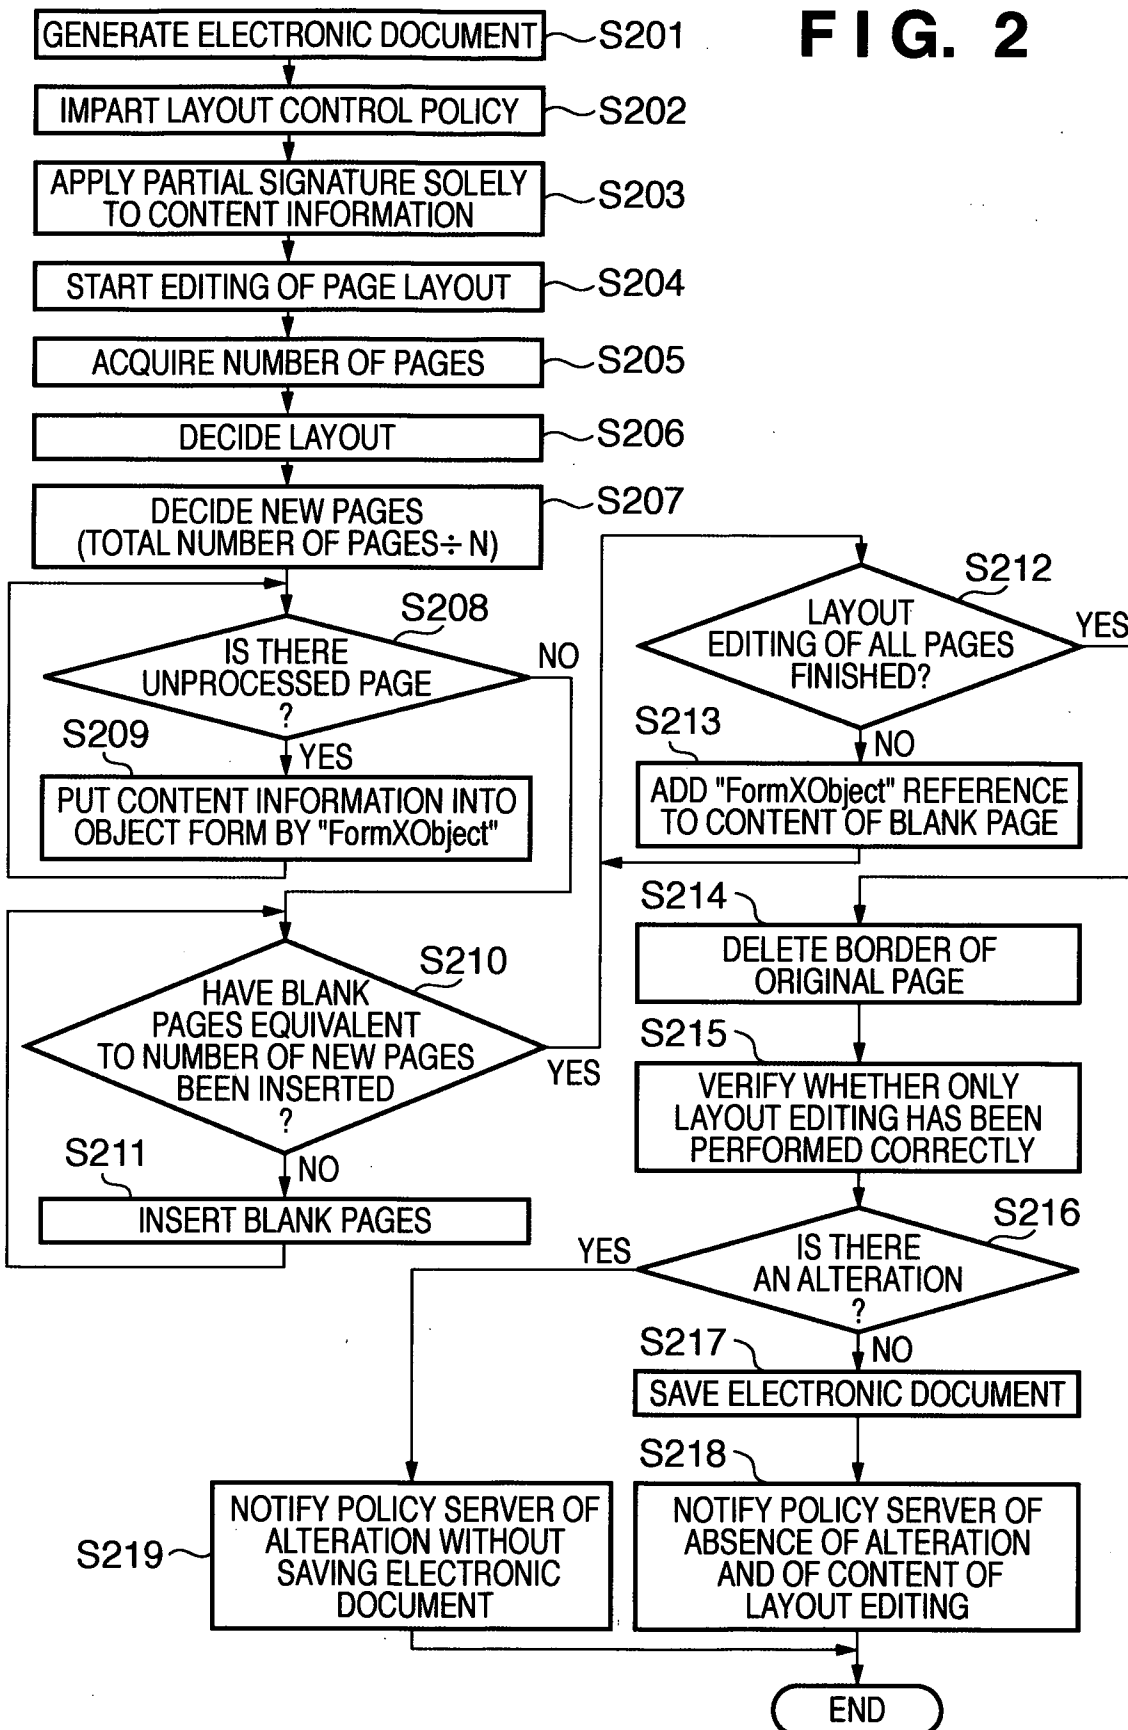 FIG. 2
GENERATE ELECTRONIC DOCUMENT
S201
IMPART LAYOUT CONTROL POLICY
S202
APPLY PARTIAL SIGNATURE SOLELY
TO CONTENT INFORMATION
S203
START EDITING OF PAGE LAYOUT
S204
ACQUIRE NUMBER OF PAGES
S205
DECIDE LAYOUT
S206
DECIDE NEW PAGES
(TOTAL NUMBER OF PAGES÷ N)
S207
S208
IS THERE
UNPROCESSED PAGE
?
NO
YES
S209
PUT CONTENT INFORMATION INTO
OBJECT FORM BY "FormXObject"
S210
HAVE BLANK
PAGES EQUIVALENT
TO NUMBER OF NEW PAGES
BEEN INSERTED
?
YES
NO
S211
INSERT BLANK PAGES
S212
LAYOUT
EDITING OF ALL PAGES
FINISHED?
YES
NO
S213
ADD "FormXObject" REFERENCE
TO CONTENT OF BLANK PAGE
S214
DELETE BORDER OF
ORIGINAL PAGE
S215
VERIFY WHETHER ONLY
LAYOUT EDITING HAS BEEN
PERFORMED CORRECTLY
S216
IS THERE
AN ALTERATION
?
YES
NO
S217
SAVE ELECTRONIC DOCUMENT
S218
NOTIFY POLICY SERVER OF
ABSENCE OF ALTERATION
AND OF CONTENT OF
LAYOUT EDITING
S219
NOTIFY POLICY SERVER OF
ALTERATION WITHOUT
SAVING ELECTRONIC
DOCUMENT
END